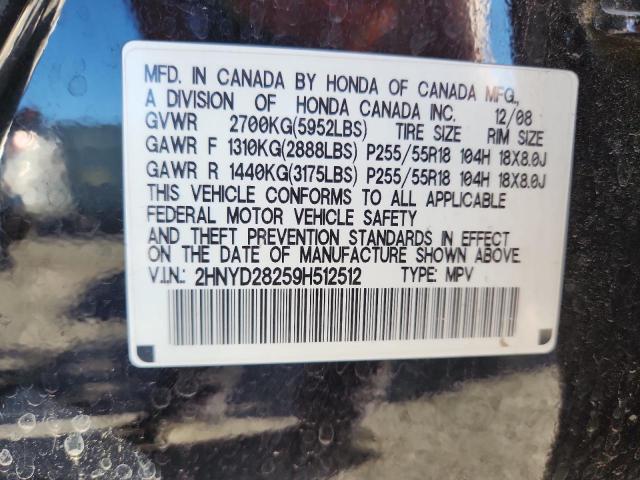 MFD. IN CANADA BY HONDA OF CANADA MFG.,
A DIVISION OF HONDA CANADA INC. 12/08
GVWR 2700KG(5952LBS) TIRE SIZE RIM SIZE
GAWR F 1310KG(2888LBS) P255/55R18 104H 18X8.0J
GAWR R 1440KG(3175LBS) P255/55R18 104H 18X8.0J
THIS VEHICLE CONFORMS TO ALL APPLICABLE
FEDERAL MOTOR VEHICLE SAFETY
AND THEFT PREVENTION STANDARDS IN EFFECT
ON THE DATE OF MANUFACTURE SHOWN ABOVE.
V.I.N.: 2HNYD28259H512512 TYPE: MPV